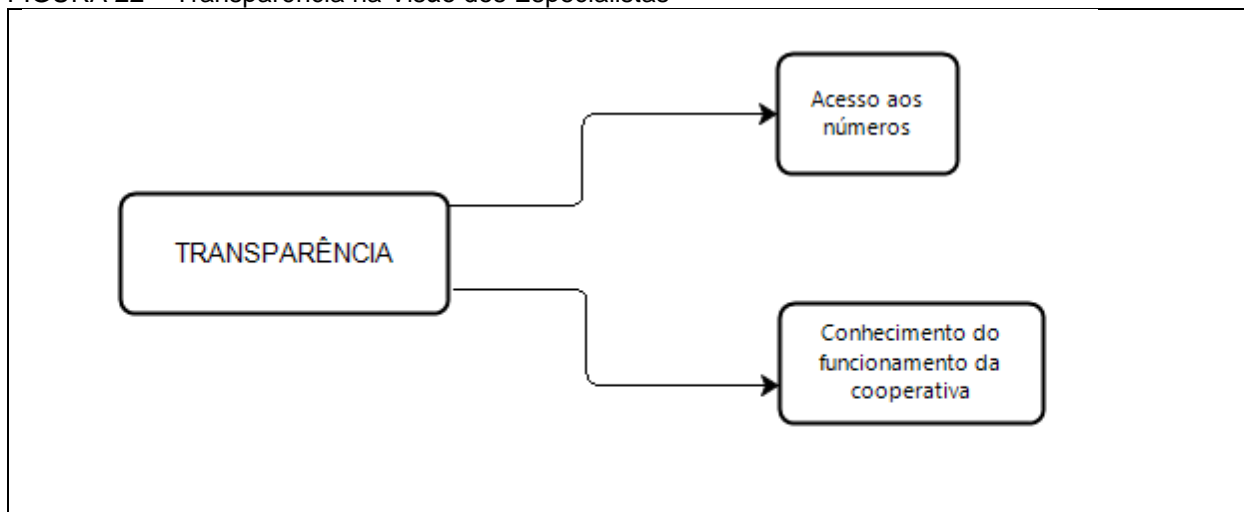 FIGURA 22 – Transparência na Visão dos Especialistas
Acesso aos
números
TRANSPARÊNCIA
Conhecimento do
funcionamento da
cooperativa